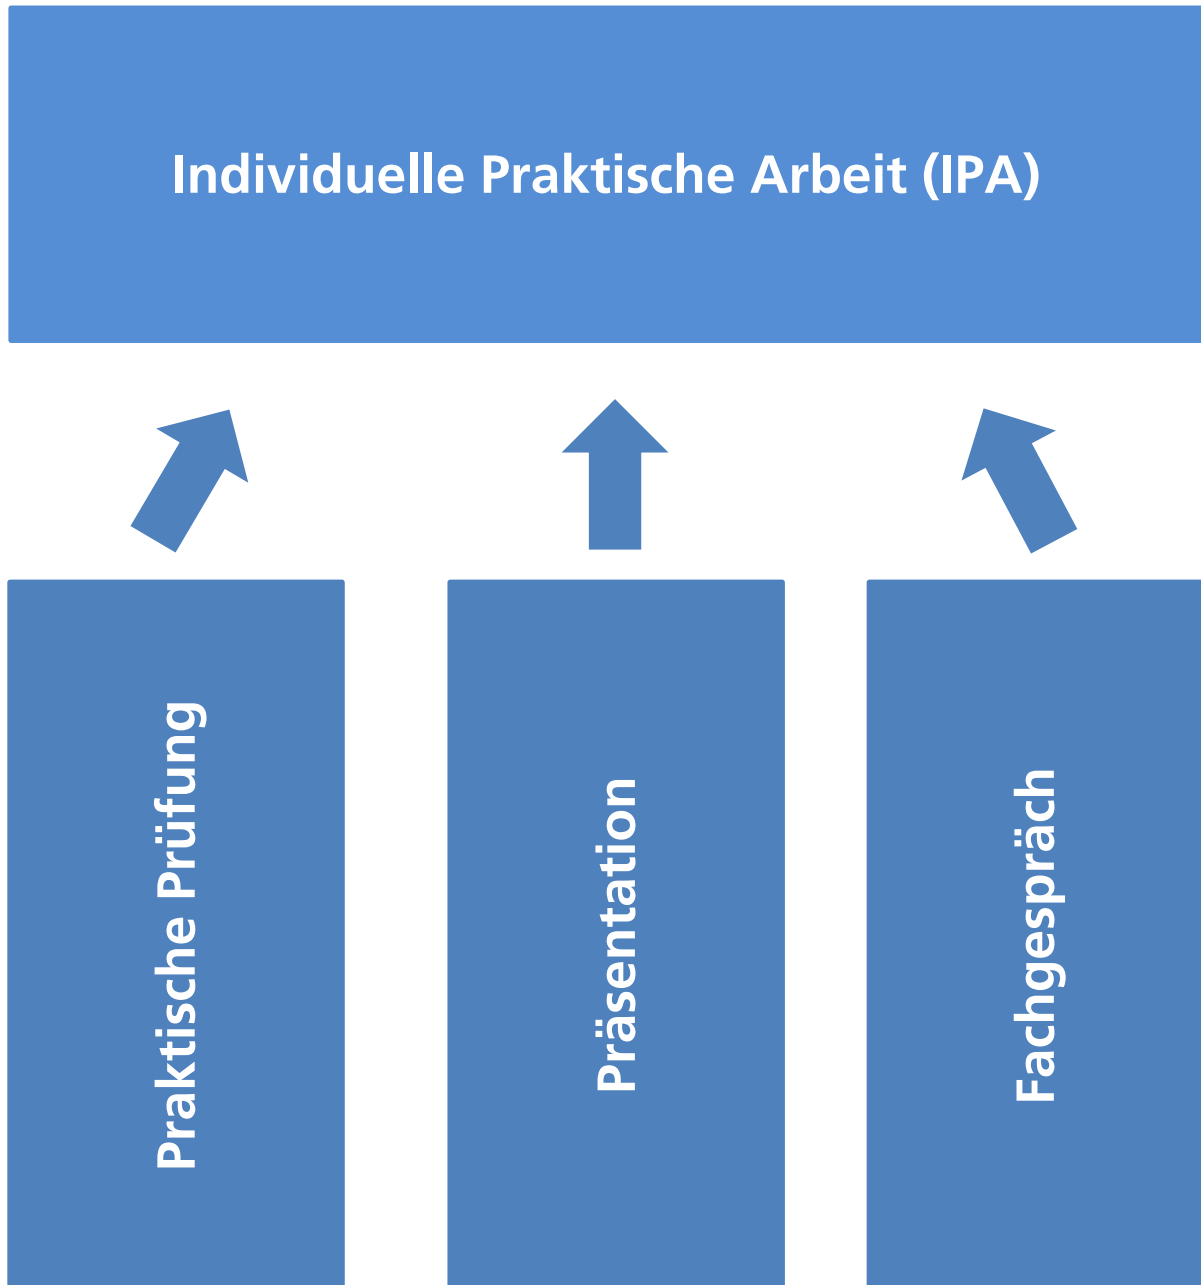 Individuelle Praktische Arbeit (IPA)
Praktische Prüfung
Präsentation
Fachgespräch